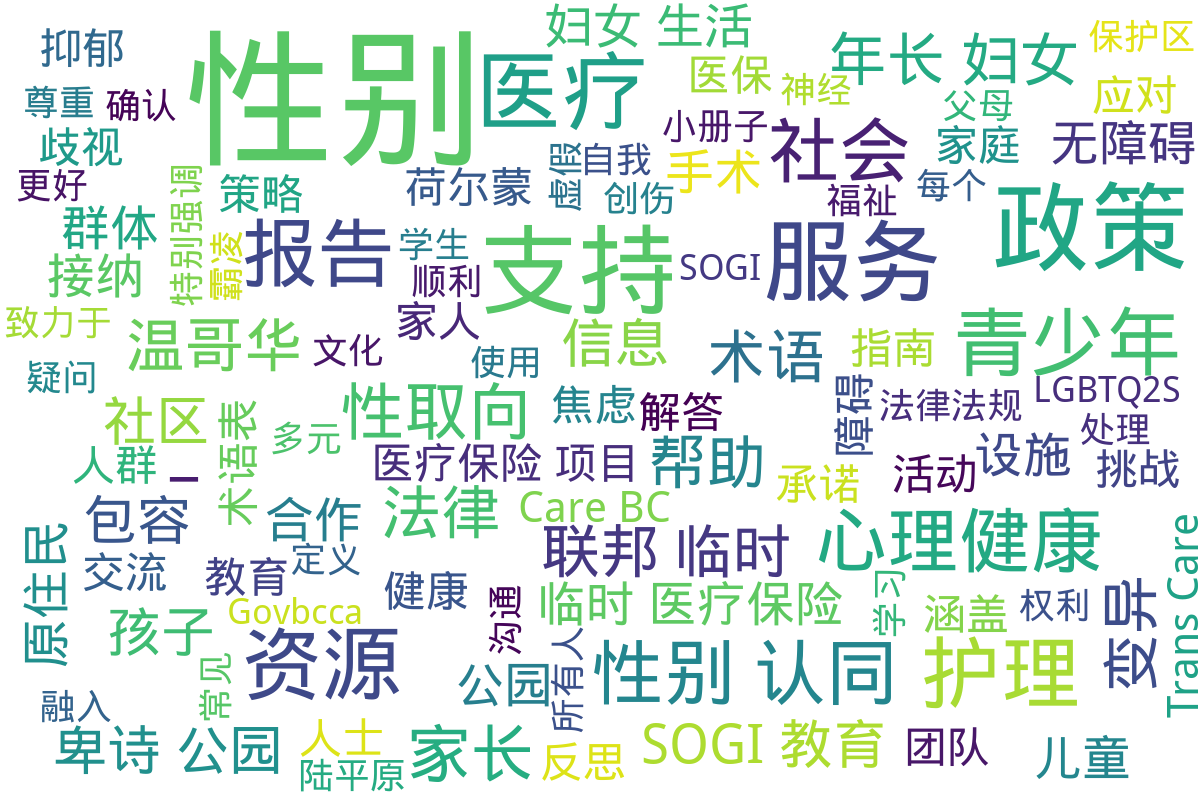 抑郁
性别
医疗
妇女 生活
医保
神经
年长 妇女
保护区
尊重
确认
歧视
更好
特别强调
策略
荷尔蒙
虚假
自我
创伤
小册子
手术
社会
福祉
父母
家庭
每个
应对
无障碍
群体
接纳
霸凌
报告
学生
顺利
支持
SOGI
服务
政策
致力于
温哥华
家人
文化
使用
信息
术语
指南
青少年
疑问
社区
术语表
性取向
多元
焦虑
解答
障碍
法律法规
LGBTQ2S
处理
人群
一
医疗保险 项目
帮助
承诺
活动
设施
挑战
原住民
包容
合作
法律
Care BC
联邦 临时
心理健康
交流
教育
定义
健康
沟通
临时 医疗保险
学习
涵盖
权利
变异
Trans Care
孩子
Govbcca
资源
常见
公园
所有人
性别 认同
护理
融入
卑诗 公园
人士
陆平原
家长
反思
SOGI 教育
团队
儿童